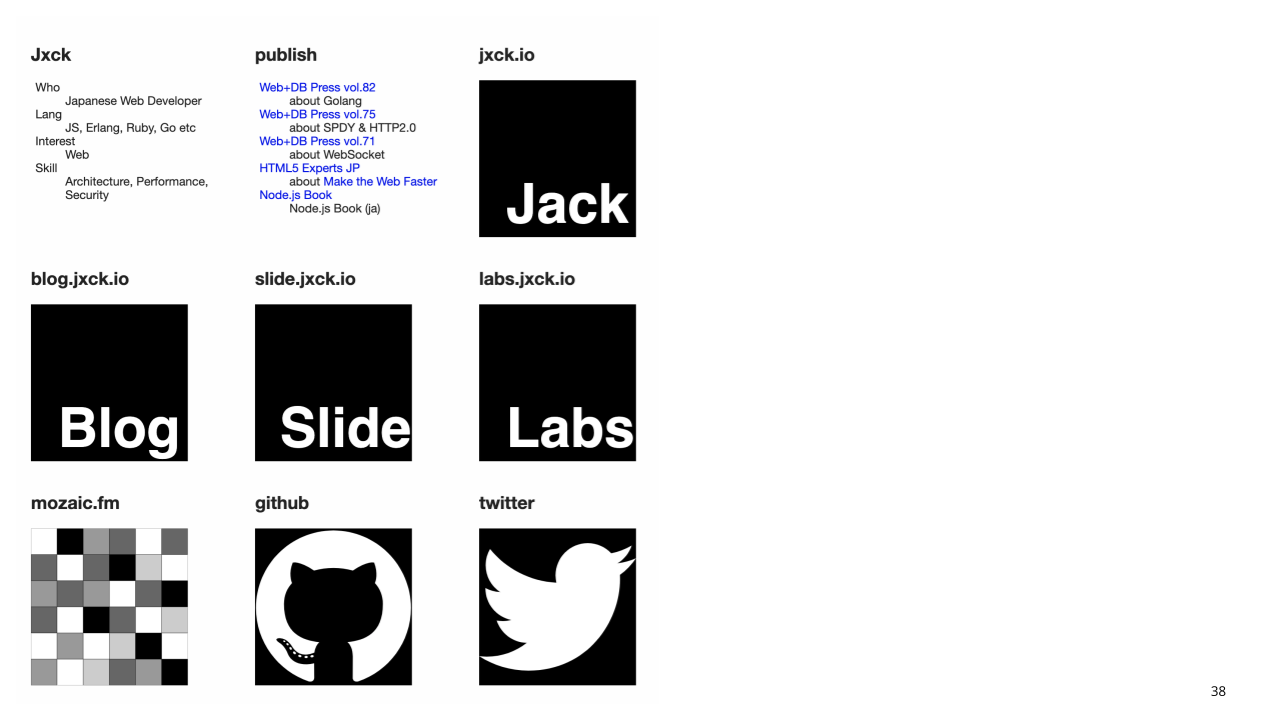 Jxck
Who
Japanese Web Developer
Lang
JS, Erlang, Ruby, Go etc
Interest
Web
Skill
Architecture, Performance,
Security
publish
Web+DB Press vol.82
about Golang
Web+DB Press vol.75
about SPDY & HTTP2.0
Web+DB Press vol.71
about WebSocket
HTML5 Experts JP
about Make the Web Faster
Node.js Book
Node.js Book (ja)
jxck.io
Jack
blog.jxck.io
Blog
slide.jxck.io
Slide
labs.jxck.io
Labs
mozaic.fm
github
twitter
38